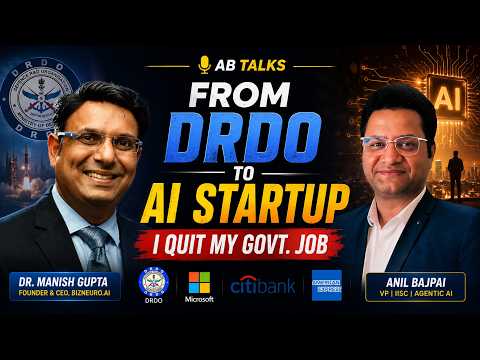 AB TALKS
FROM
DRDO
TO
AI STARTUP
I QUIT MY GOVT. JOB
AI
DR. MANISH GUPTA
FOUNDER & CEO, BIZNEURO.AI
DRDO
Microsoft
citibank
AMERICAN EXPRESS
ANIL BAJPAI
VP | IISC | AGENTIC AI